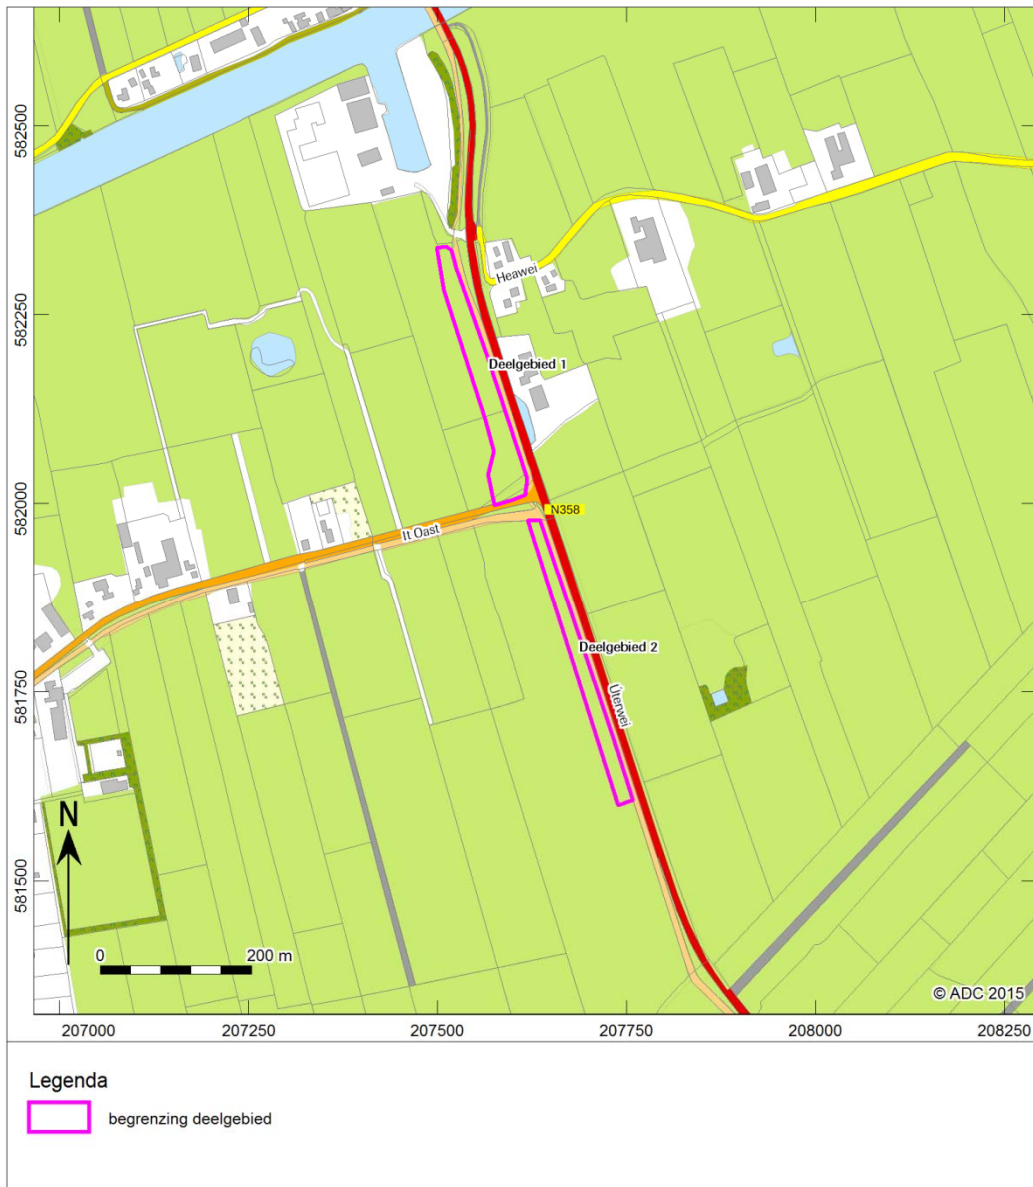 582500
Heawei
582250
Deelgebied 1
582000
N358
It Oast
Deelgebied 2
581750
Úterwei
N
581500
0 200 m
© ADC 2015
207000 207250 207500 207750 208000 208250
Legenda
begrenzing deelgebied